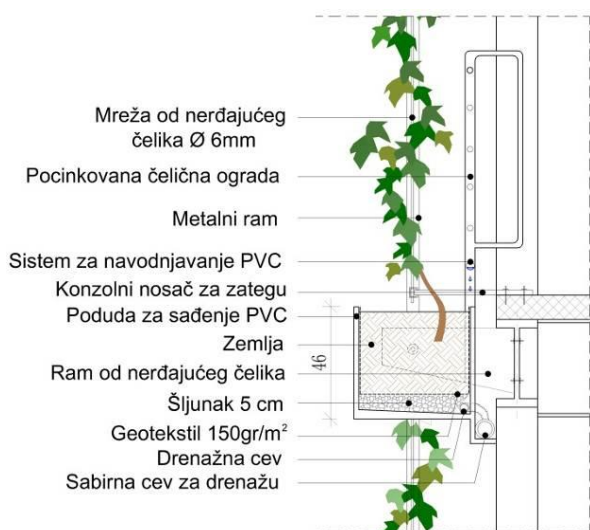 Mreža od nerđajućeg
čelika Ø 6mm
Pocinkovana čelična ograda
Metalni ram
Sistem za navodnjavanje PVC
Konzolni nosač za zategu
Poduda za sađenje PVC
Zemlja
46
Ram od nerđajućeg čelika
Šljunak 5 cm
Geotekstil 150gr/m²
Drenažna cev
Sabirna cev za drenažu